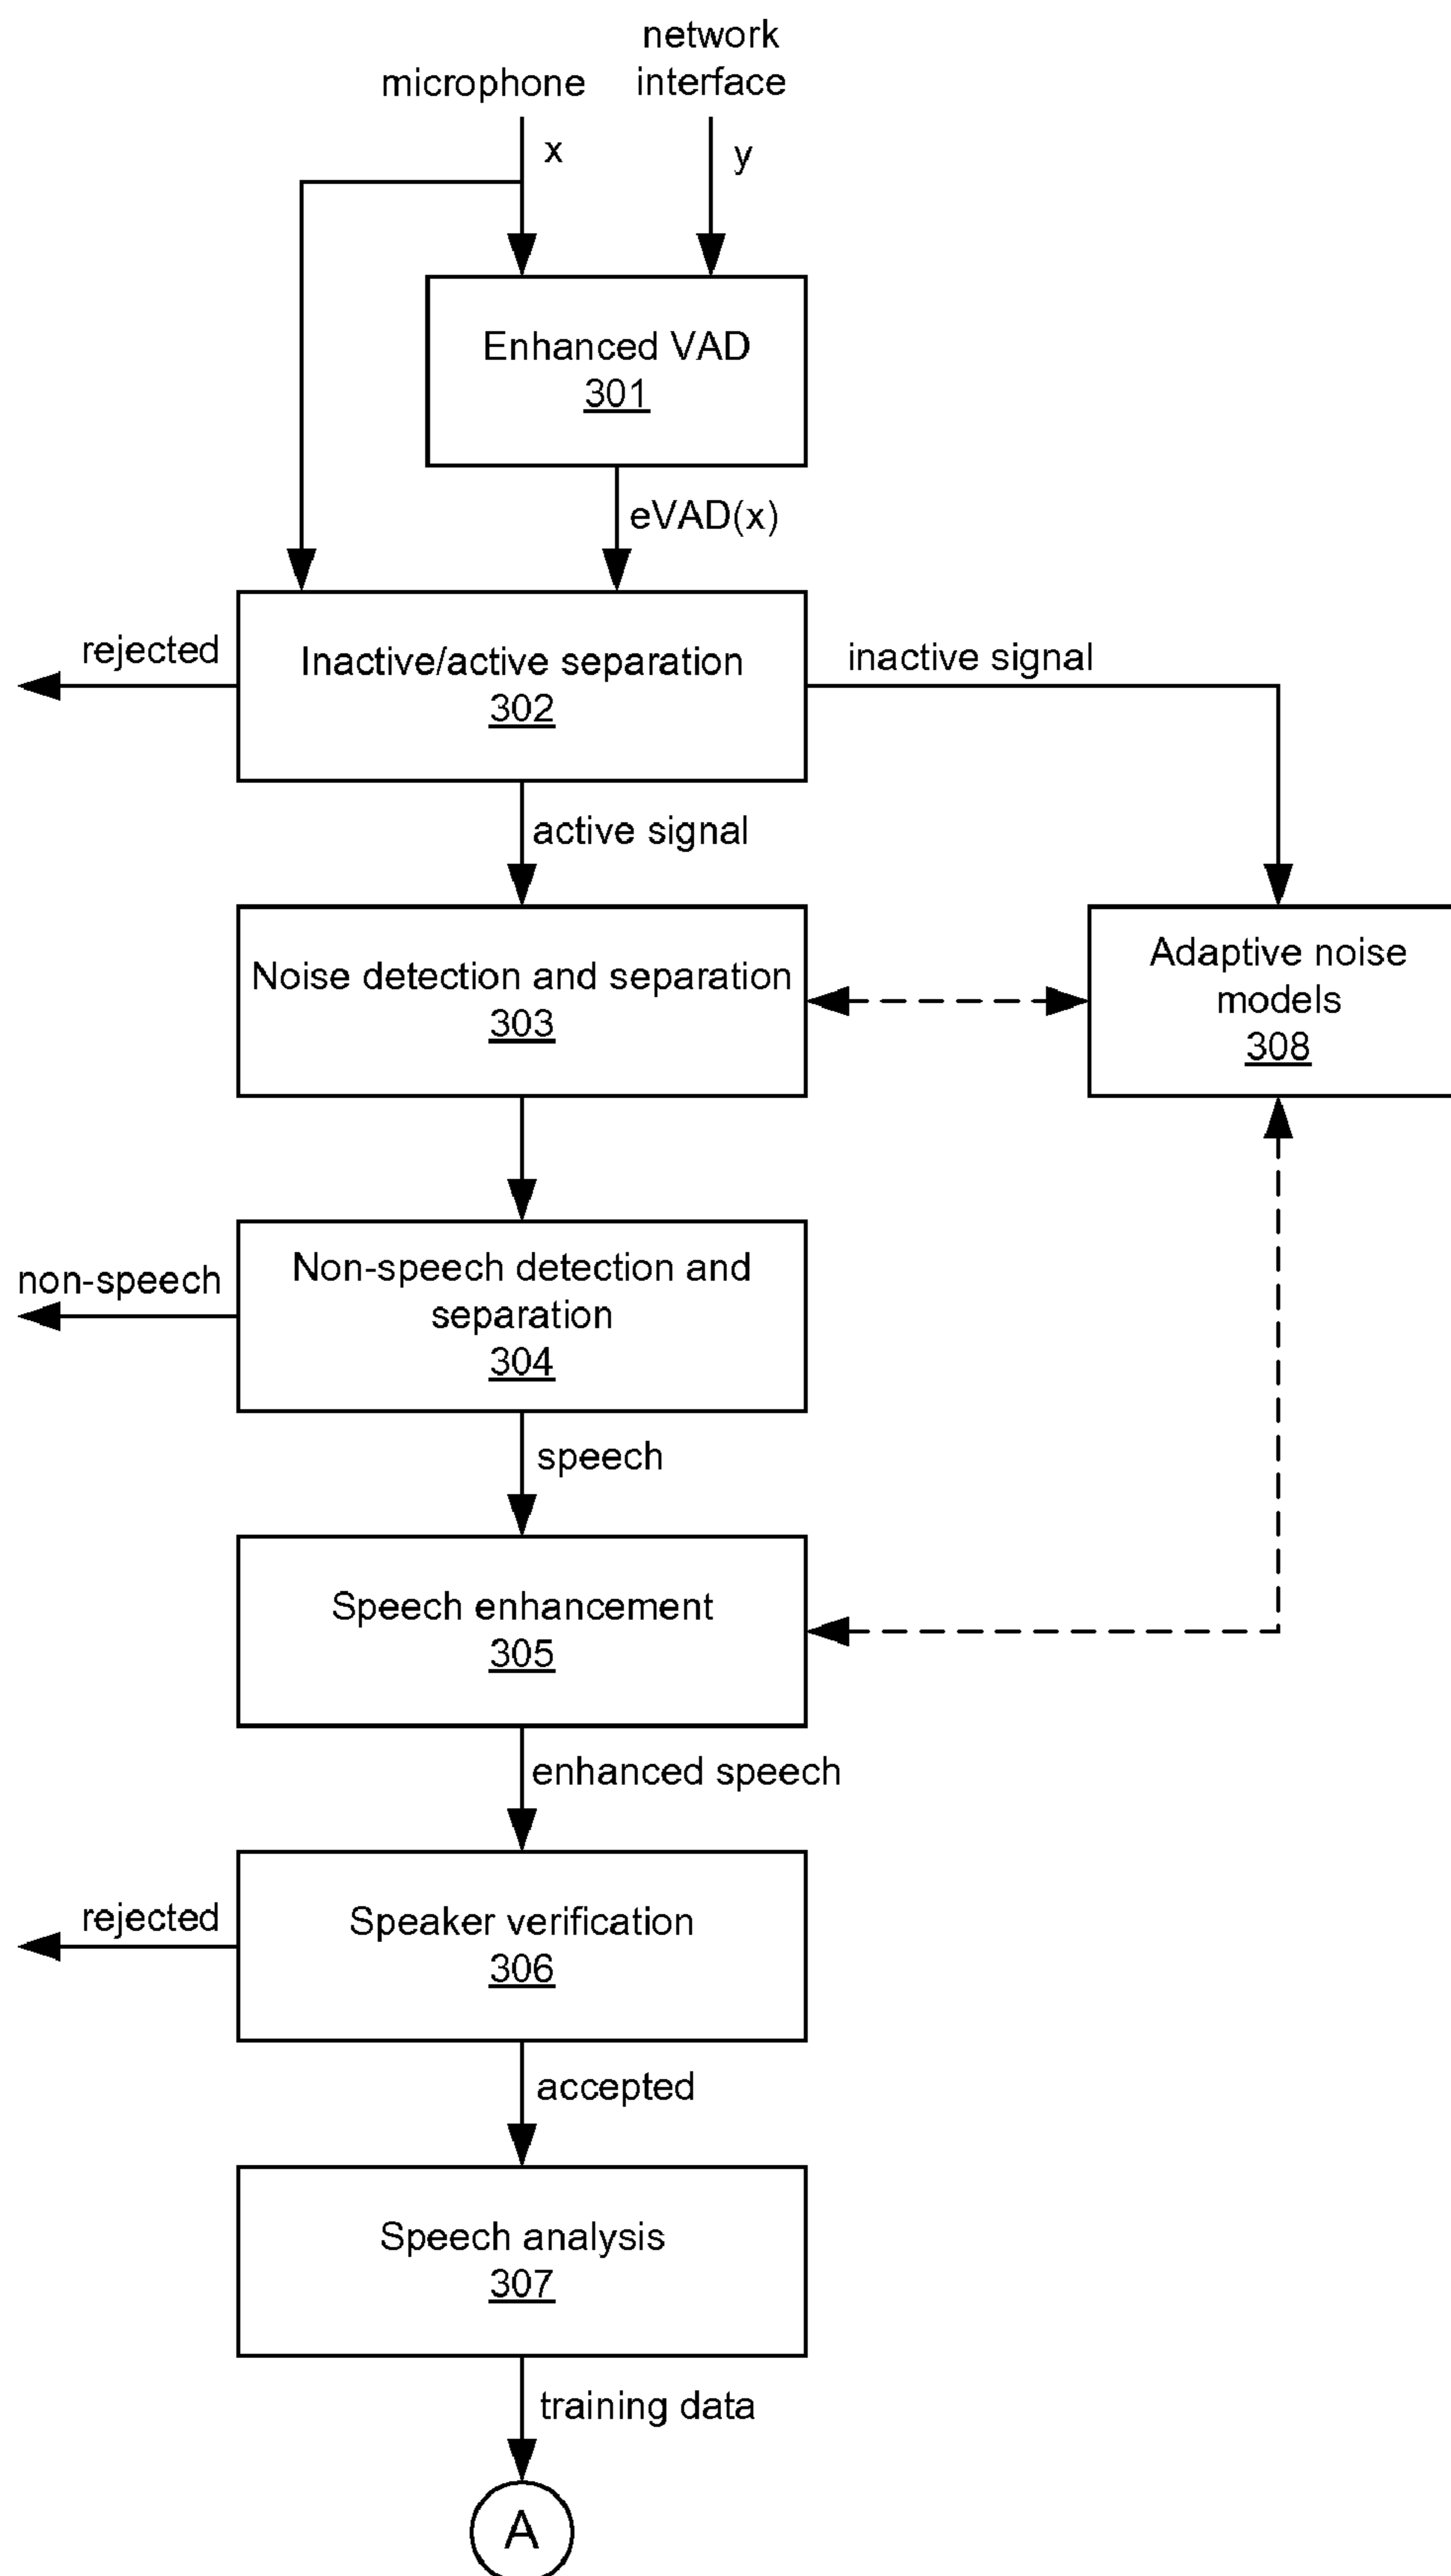 network
interface
microphone
x
y
Enhanced VAD
301
eVAD(x)
rejected
Inactive/active separation
302
inactive signal
active signal
Noise detection and separation
303
Adaptive noise
models
308
non-speech
Non-speech detection and
separation
304
speech
Speech enhancement
305
enhanced speech
rejected
Speaker verification
306
accepted
Speech analysis
307
training data
A